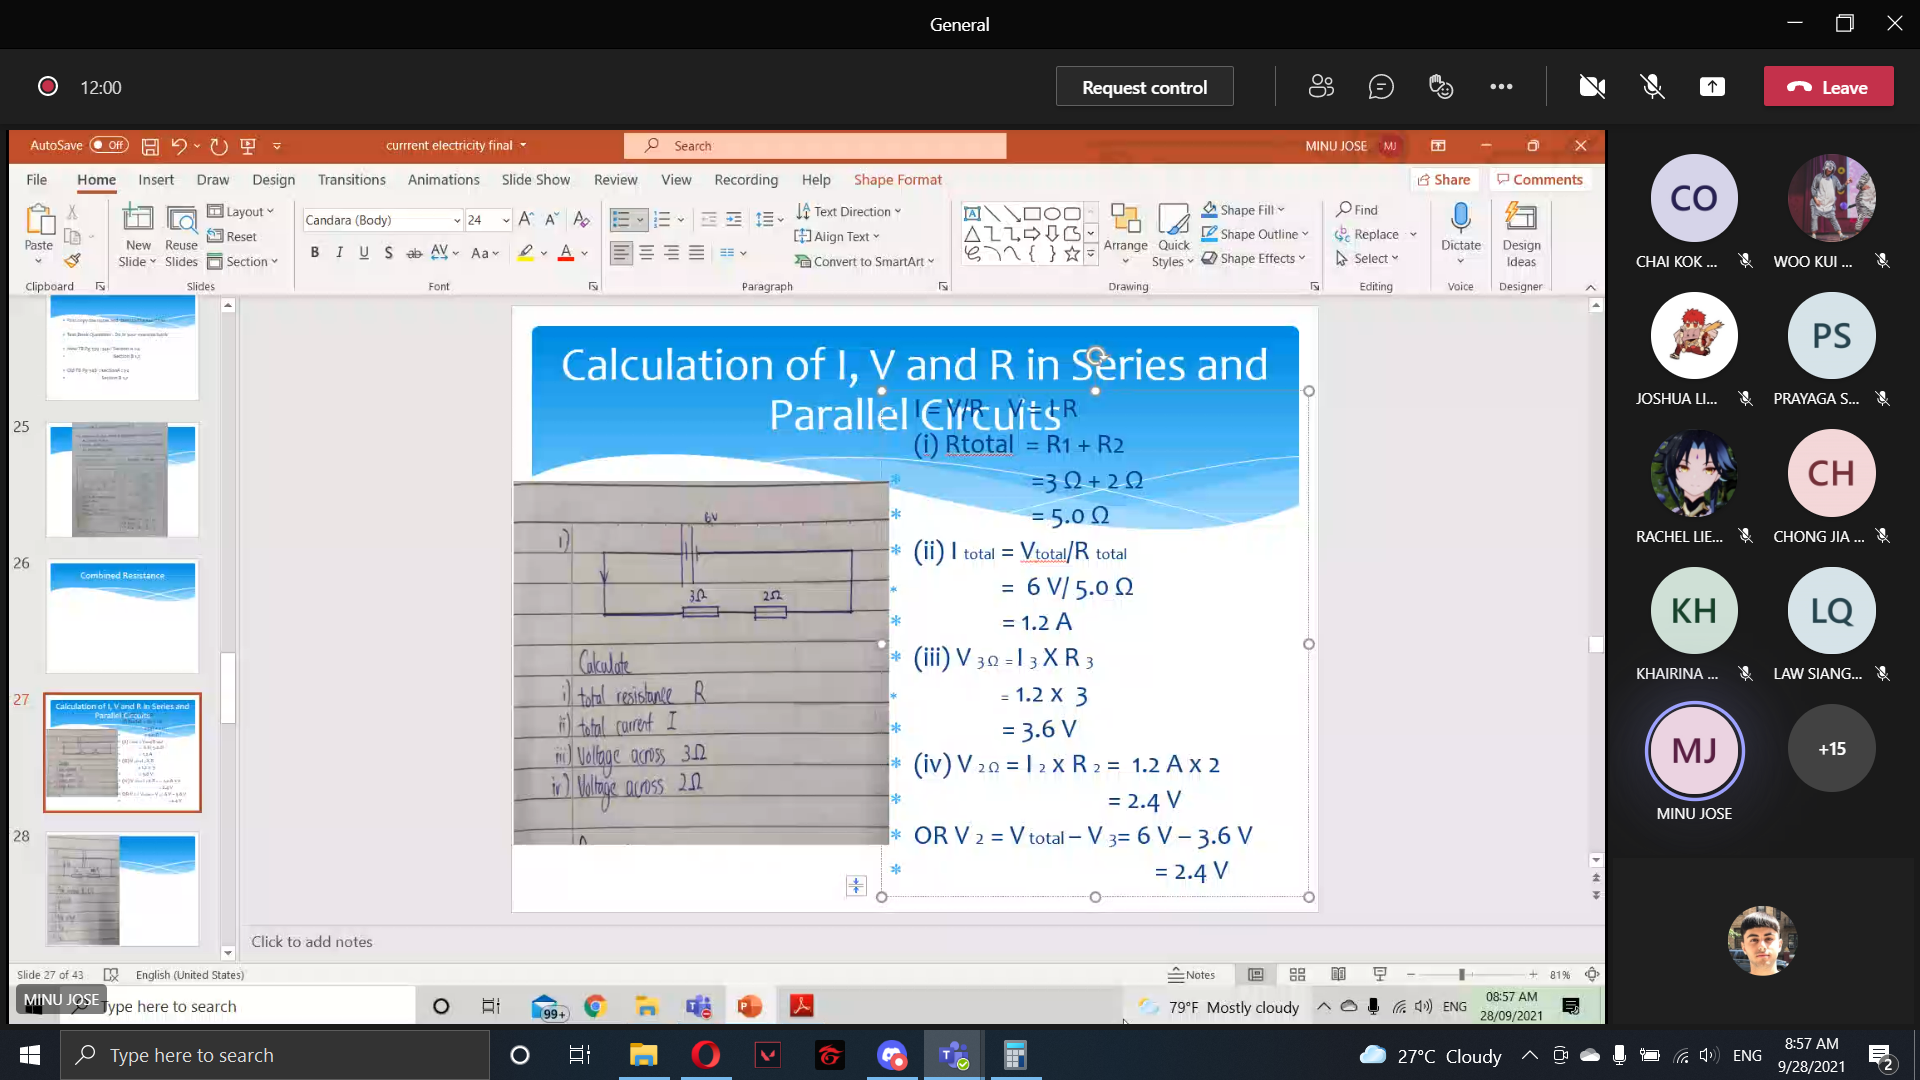 General
12:00
Request control
Leave
AutoSave Off
currrent electricity final
Search
MINU JOSE MJ
File Home Insert Draw Design Transitions Animations Slide Show Review View Recording Help Shape Format
Share Comments
Paste
New Slide
Reuse Slides
Layout
Reset
Section
Candara (Body) 24
Text Direction
Align Text
Convert to SmartArt
Arrange
Quick Styles
Shape Fill
Shape Outline
Shape Effects
Find
Replace
Select
Dictate
Design Ideas
Clipboard Slides Font Paragraph Drawing Editing Voice Designer
25
26
Combined Resistance
27
Calculation of I, V and R in Series and Parallel Circuits
28
Calculation of I, V and R in Series and
Parallel Circuits
I = V/R V = I R
(i) Rtotal = R1 + R2
* =3 Ω + 2 Ω
* = 5.0 Ω
* (ii) I total = Vtotal/R total
* = 6 V/ 5.0 Ω
* = 1.2 A
* (iii) V 3Ω = I 3 X R 3
* = 1.2 x 3
* = 3.6 V
* (iv) V 2Ω = I 2 x R 2 = 1.2 A x 2
* = 2.4 V
* OR V 2 = V total – V 3= 6 V – 3.6 V
* = 2.4 V
6V
i)
3Ω 2Ω
Calculate
i) total resistance R
ii) total current I
iii) Voltage across 3Ω
iv) Voltage across 2Ω
Click to add notes
Slide 27 of 43 English (United States)
Notes
81%
MINU JOSE
Type here to search
99+
79°F Mostly cloudy
ENG
08:57 AM
28/09/2021
CO
CHAI KOK ...
WOO KUI ...
JOSHUA LI...
PS
PRAYAGA S...
RACHEL LIE...
CH
CHONG JIA ...
KH
KHAIRINA ...
LQ
LAW SIANG...
MJ
MINU JOSE
+15
Type here to search
27°C Cloudy
ENG
8:57 AM
9/28/2021
2